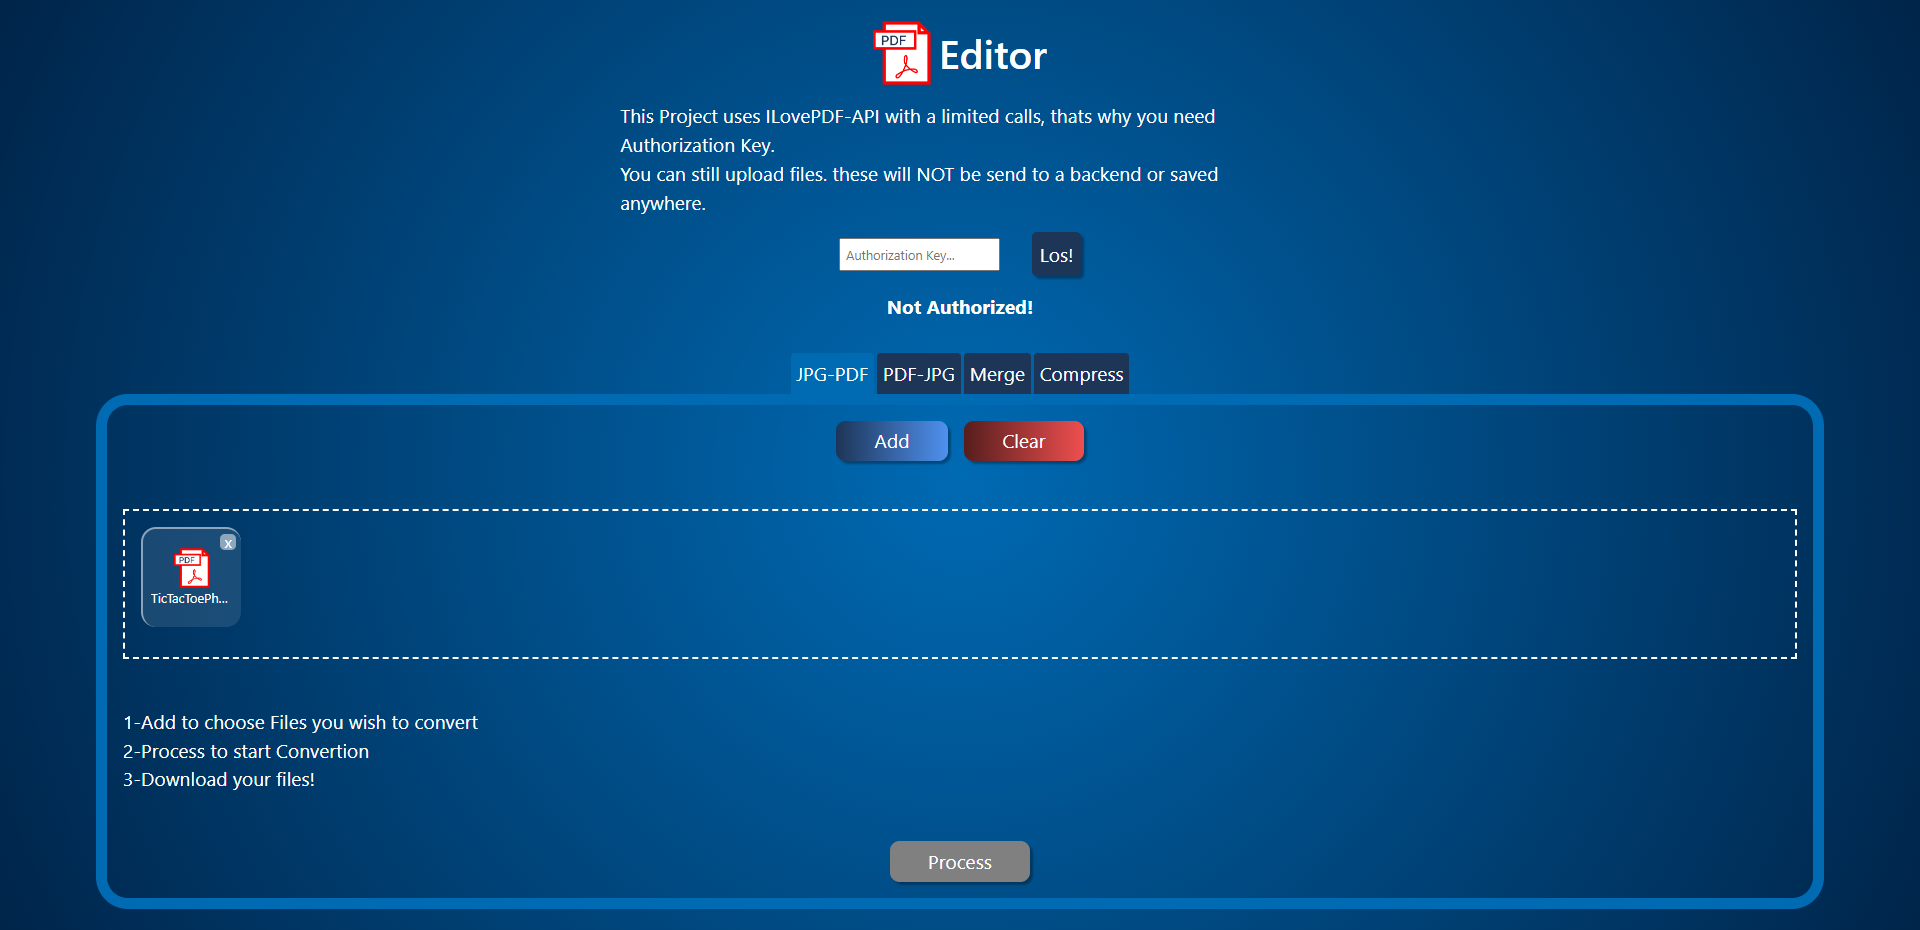 PDF
Editor
This Project uses ILovePDF-API with a limited calls, thats why you need
Authorization Key.
You can still upload files. these will NOT be send to a backend or saved
anywhere.
Authorization Key...
Los!
Not Authorized!
JPG-PDF PDF-JPG Merge Compress
Add Clear
x
PDF
TicTacToePh...
1-Add to choose Files you wish to convert
2-Process to start Convertion
3-Download your files!
Process